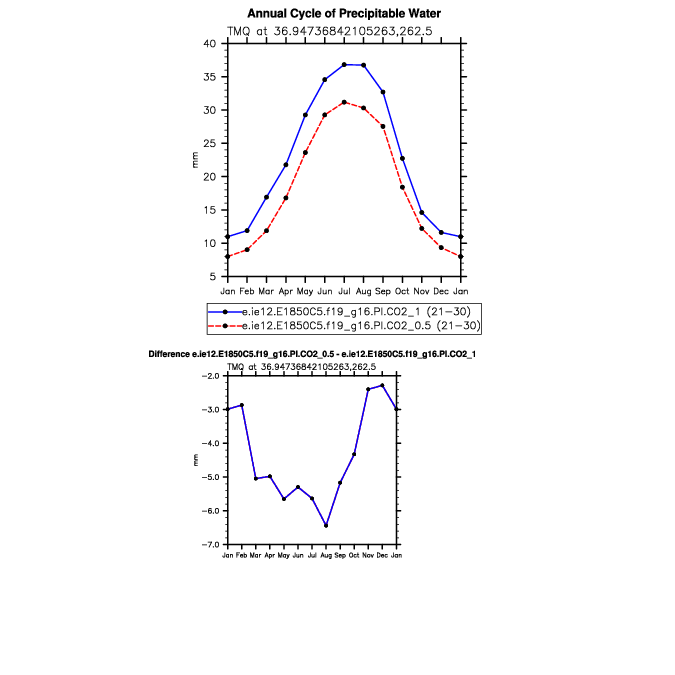 Annual Cycle of Precipitable Water
TMQ at 36.94736842105263,262.5
40
35
30
25
20
15
10
5
mm
Jan Feb Mar Apr May Jun Jul Aug Sep Oct Nov Dec Jan
e.ie12.E1850C5.f19_g16.PI.CO2_1 (21-30)
e.ie12.E1850C5.f19_g16.PI.CO2_0.5 (21-30)
Difference e.ie12.E1850C5.f19_g16.PI.CO2_0.5 - e.ie12.E1850C5.f19_g16.PI.CO2_1
TMQ at 36.94736842105263,262.5
-2.0
-3.0
-4.0
-5.0
-6.0
-7.0
mm
Jan Feb Mar Apr May Jun Jul Aug Sep Oct Nov Dec Jan